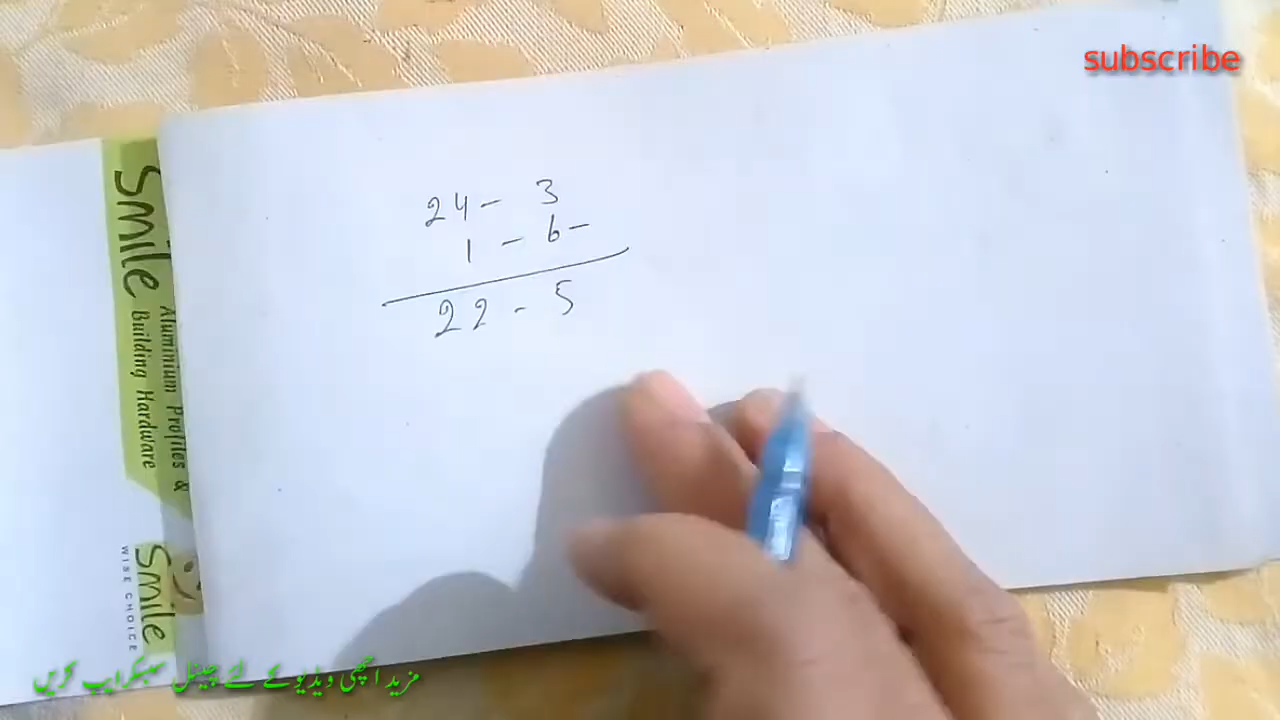 subscribe
24 - 3
1 - 6 -
22 - 5
Smile
Aluminium Profiles &
Building Hardware
Smile
WISE CHOICE
مزید اچھی ویڈیو کے لئے چینل سبسکرایب کریں